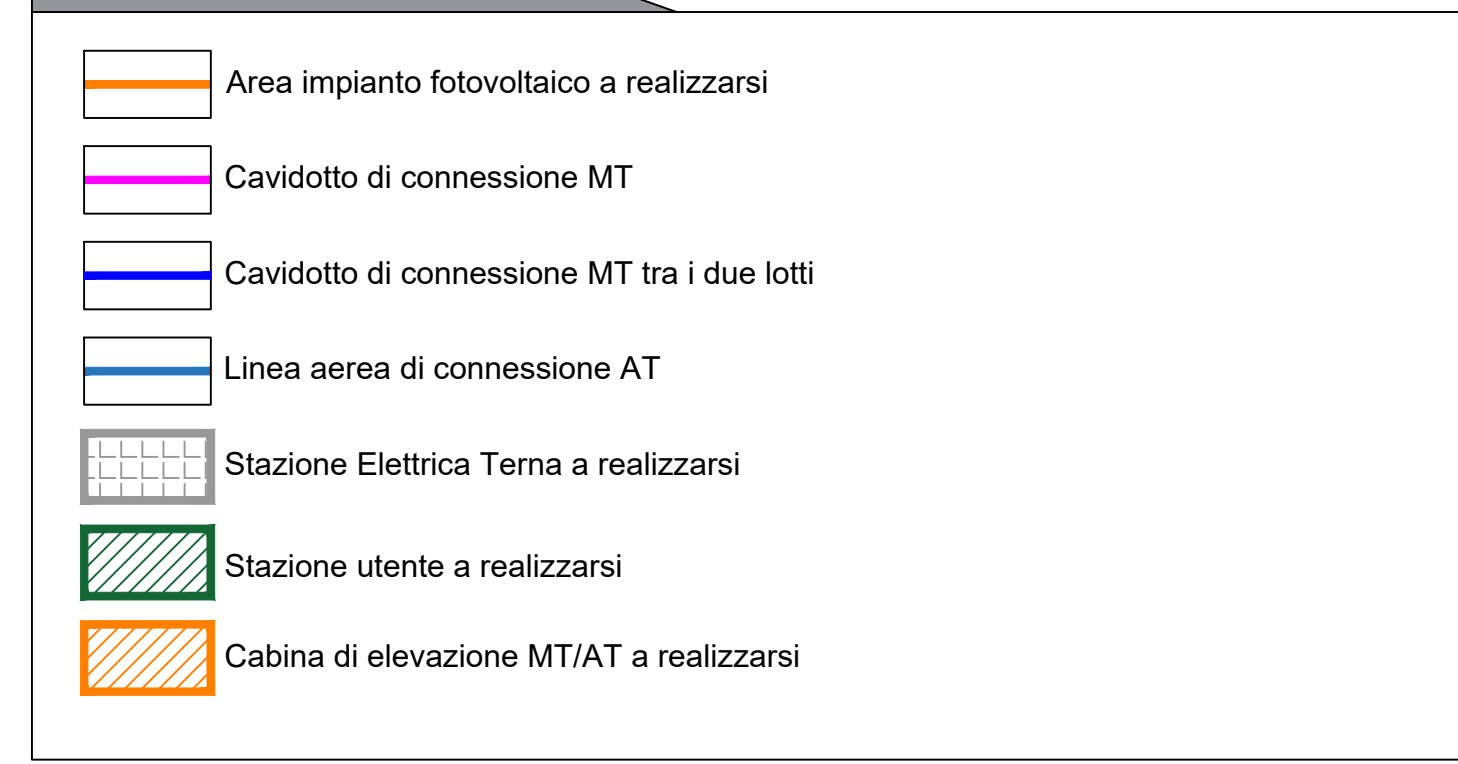 Area impianto fotovoltaico a realizzarsi
Cavidotto di connessione MT
Cavidotto di connessione MT tra i due lotti
Linea aerea di connessione AT
Stazione Elettrica Terna a realizzarsi
Stazione utente a realizzarsi
Cabina di elevazione MT/AT a realizzarsi